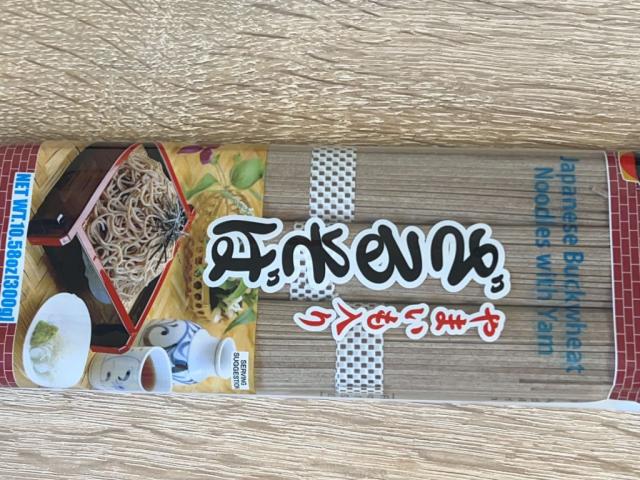 Japanese Buckwheat
Noodles with Yam
ざるそば
やまいも入り
SERVING
SUGGESTION
NET WT.10.58oz[300g]